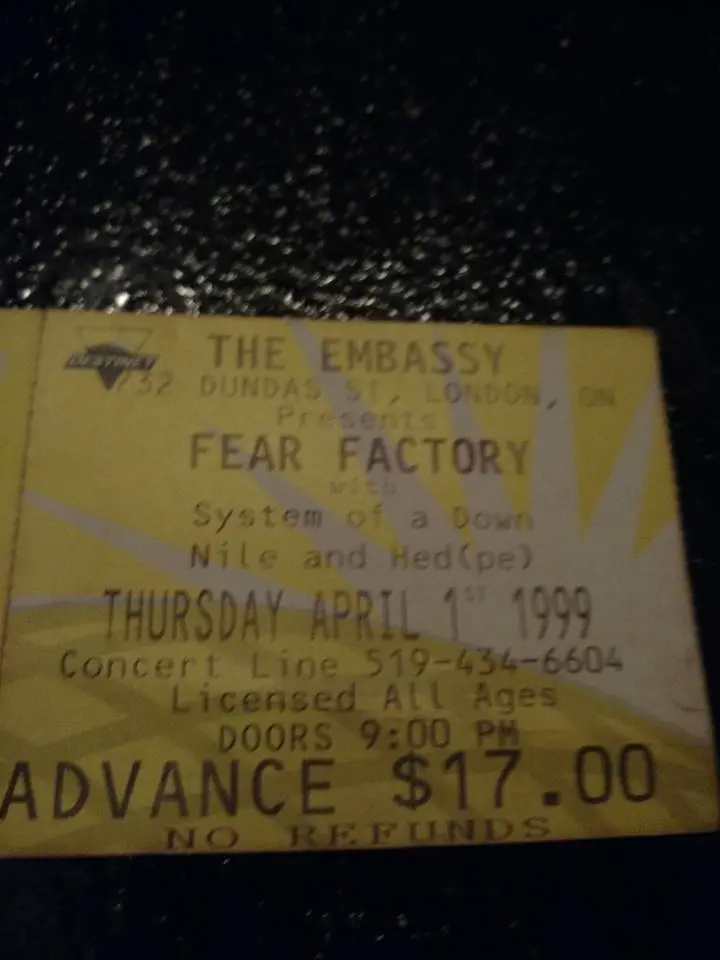 DESTINEY
THE EMBASSY
732 DUNDAS ST, LONDON, ON
Presents
FEAR FACTORY
with
System of a Down
Nile and Hed(pe)
THURSDAY APRIL 1ST 1999
Concert Line 519-434-6604
Licensed All Ages
DOORS 9:00 PM
ADVANCE $17.00
NO REFUNDS